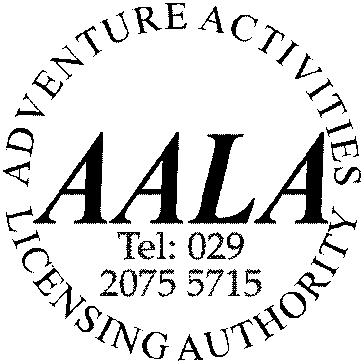 ADVENTURE ACTIVITIES
AALA
Tel: 029
2075 5715
LICENSING AUTHORITY